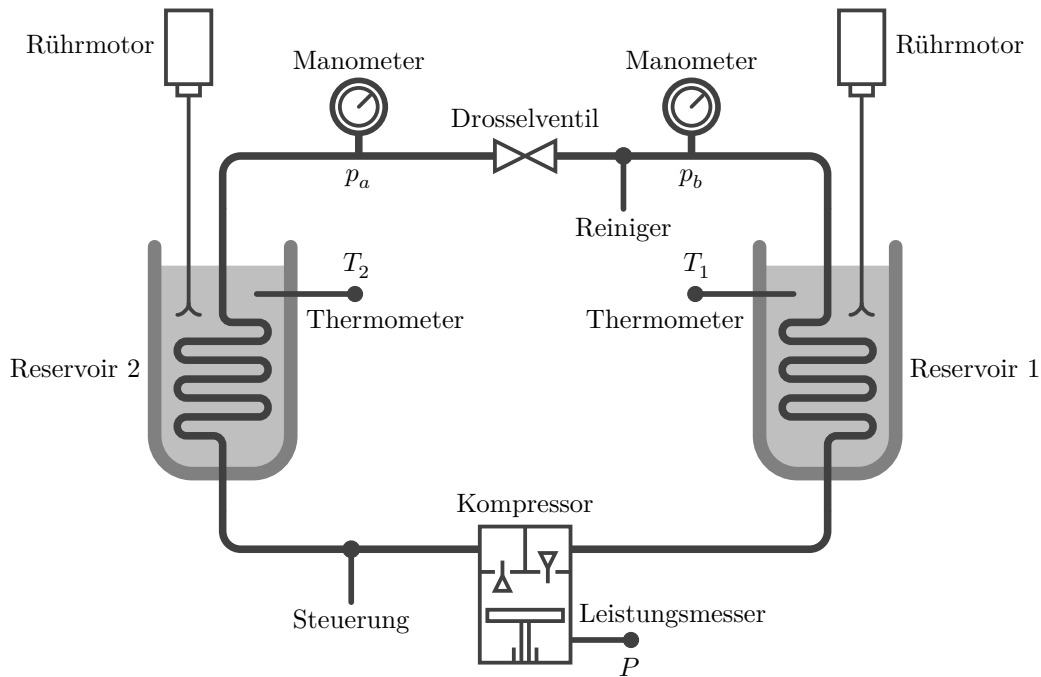 Rührmotor
Manometer
Manometer
Rührmotor
Drosselventil
p_a
p_b
Reiniger
T_2
T_1
Thermometer
Thermometer
Reservoir 2
Reservoir 1
Kompressor
Steuerung
Leistungsmesser
P